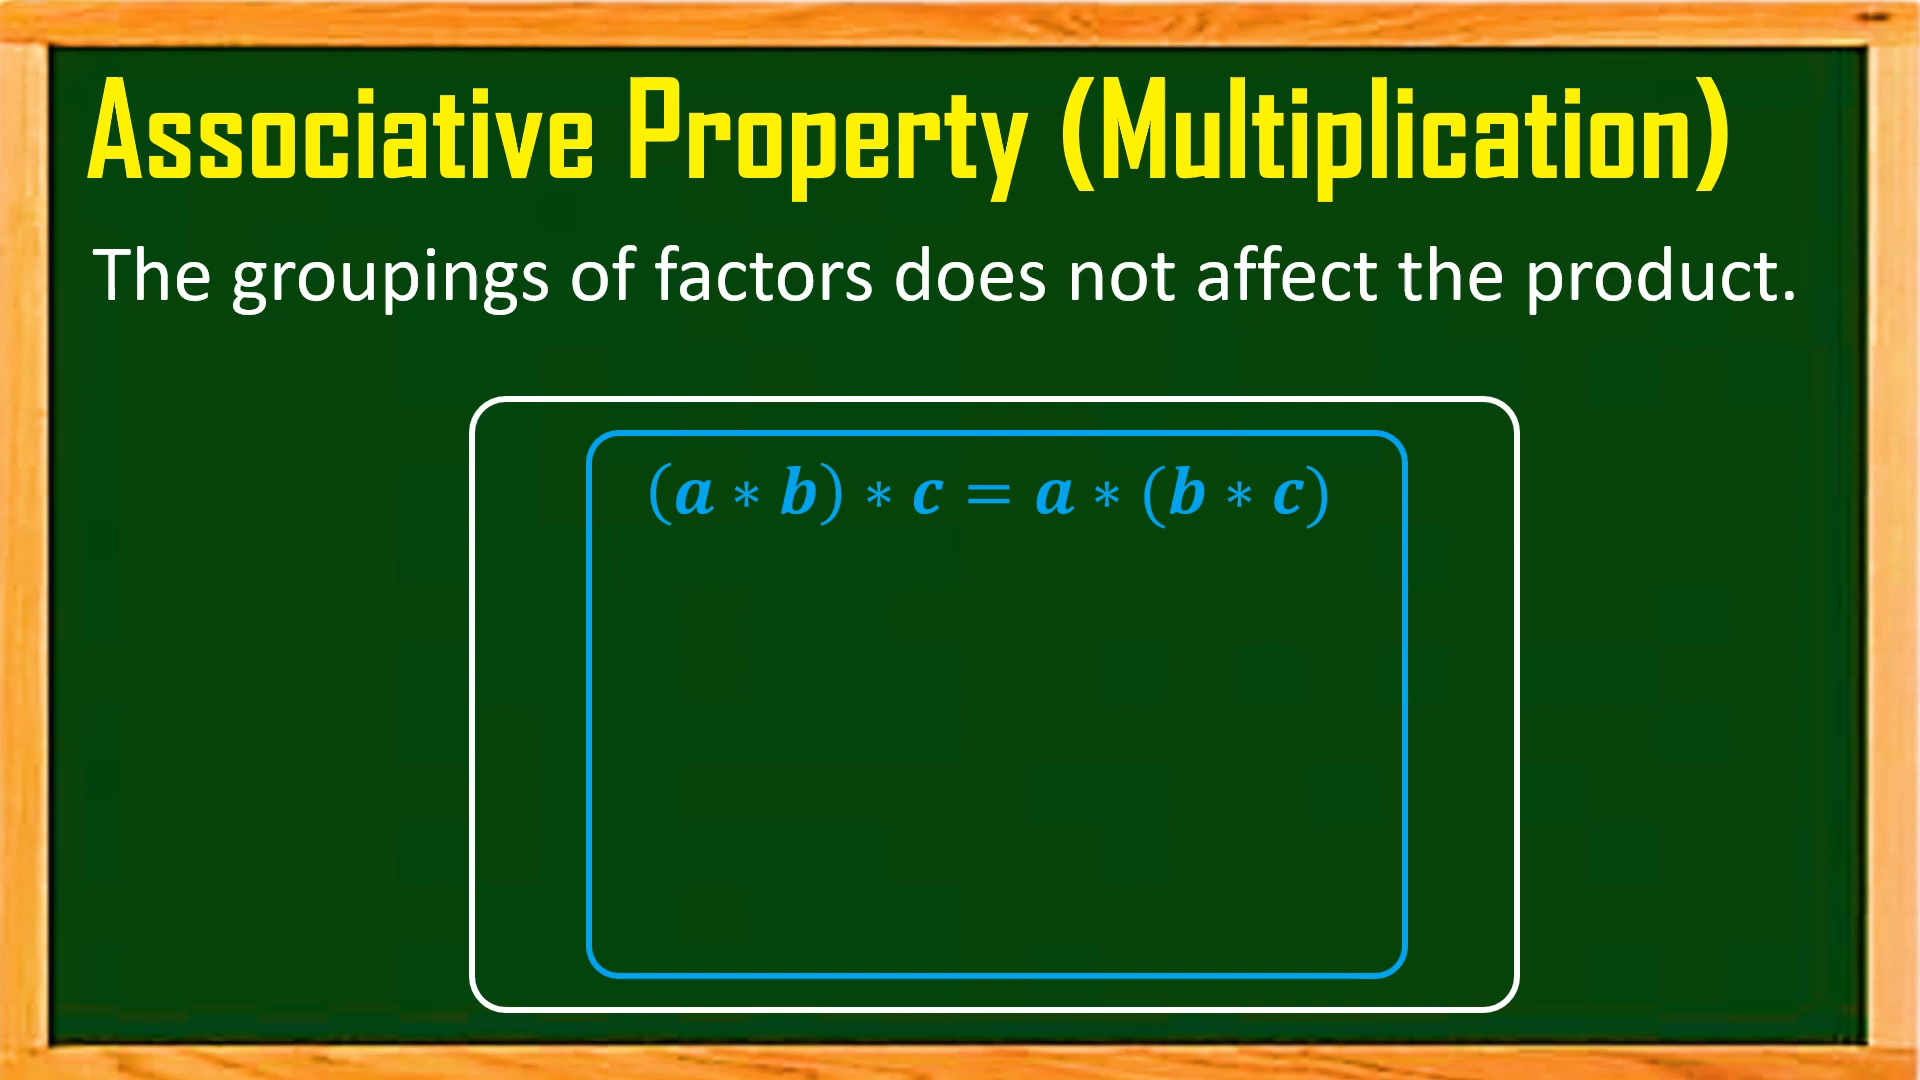 Associative Property (Multiplication)
The groupings of factors does not affect the product.
(a * b) * c = a * (b * c)